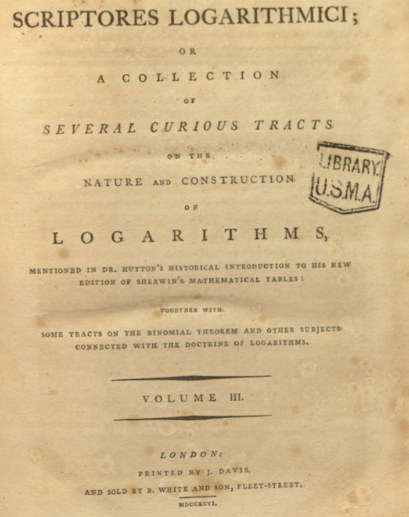 SCRIPTORES LOGARITHMICI;
OR
A COLLECTION
OF
SEVERAL CURIOUS TRACTS
ON THE
NATURE AND CONSTRUCTION
OF
LOGARITHMS,
MENTIONED IN DR. HUTTON'S HISTORICAL INTRODUCTION TO HIS NEW
EDITION OF SHERWIN'S MATHEMATICAL TABLES:
TOGETHER WITH
SOME TRACTS ON THE BINOMIAL THEOREM AND OTHER SUBJECTS
CONNECTED WITH THE DOCTRINE OF LOGARITHMS.
VOLUME III.
LONDON:
PRINTED BY J. DAVIS,
AND SOLD BY B. WHITE AND SON, FLEET-STREET.
MDCCXCVI.
LIBRARY.
U.S.M.A.